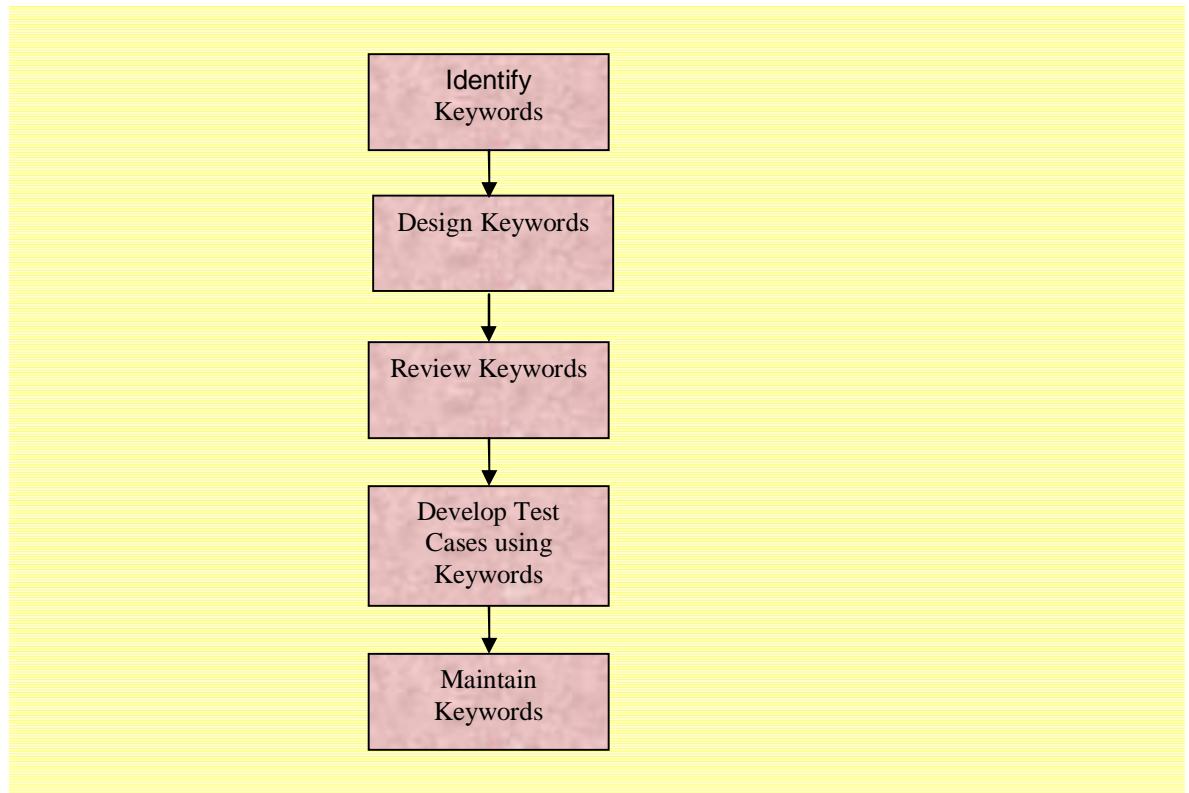 Identify
Keywords
Design Keywords
Review Keywords
Develop Test
Cases using
Keywords
Maintain
Keywords